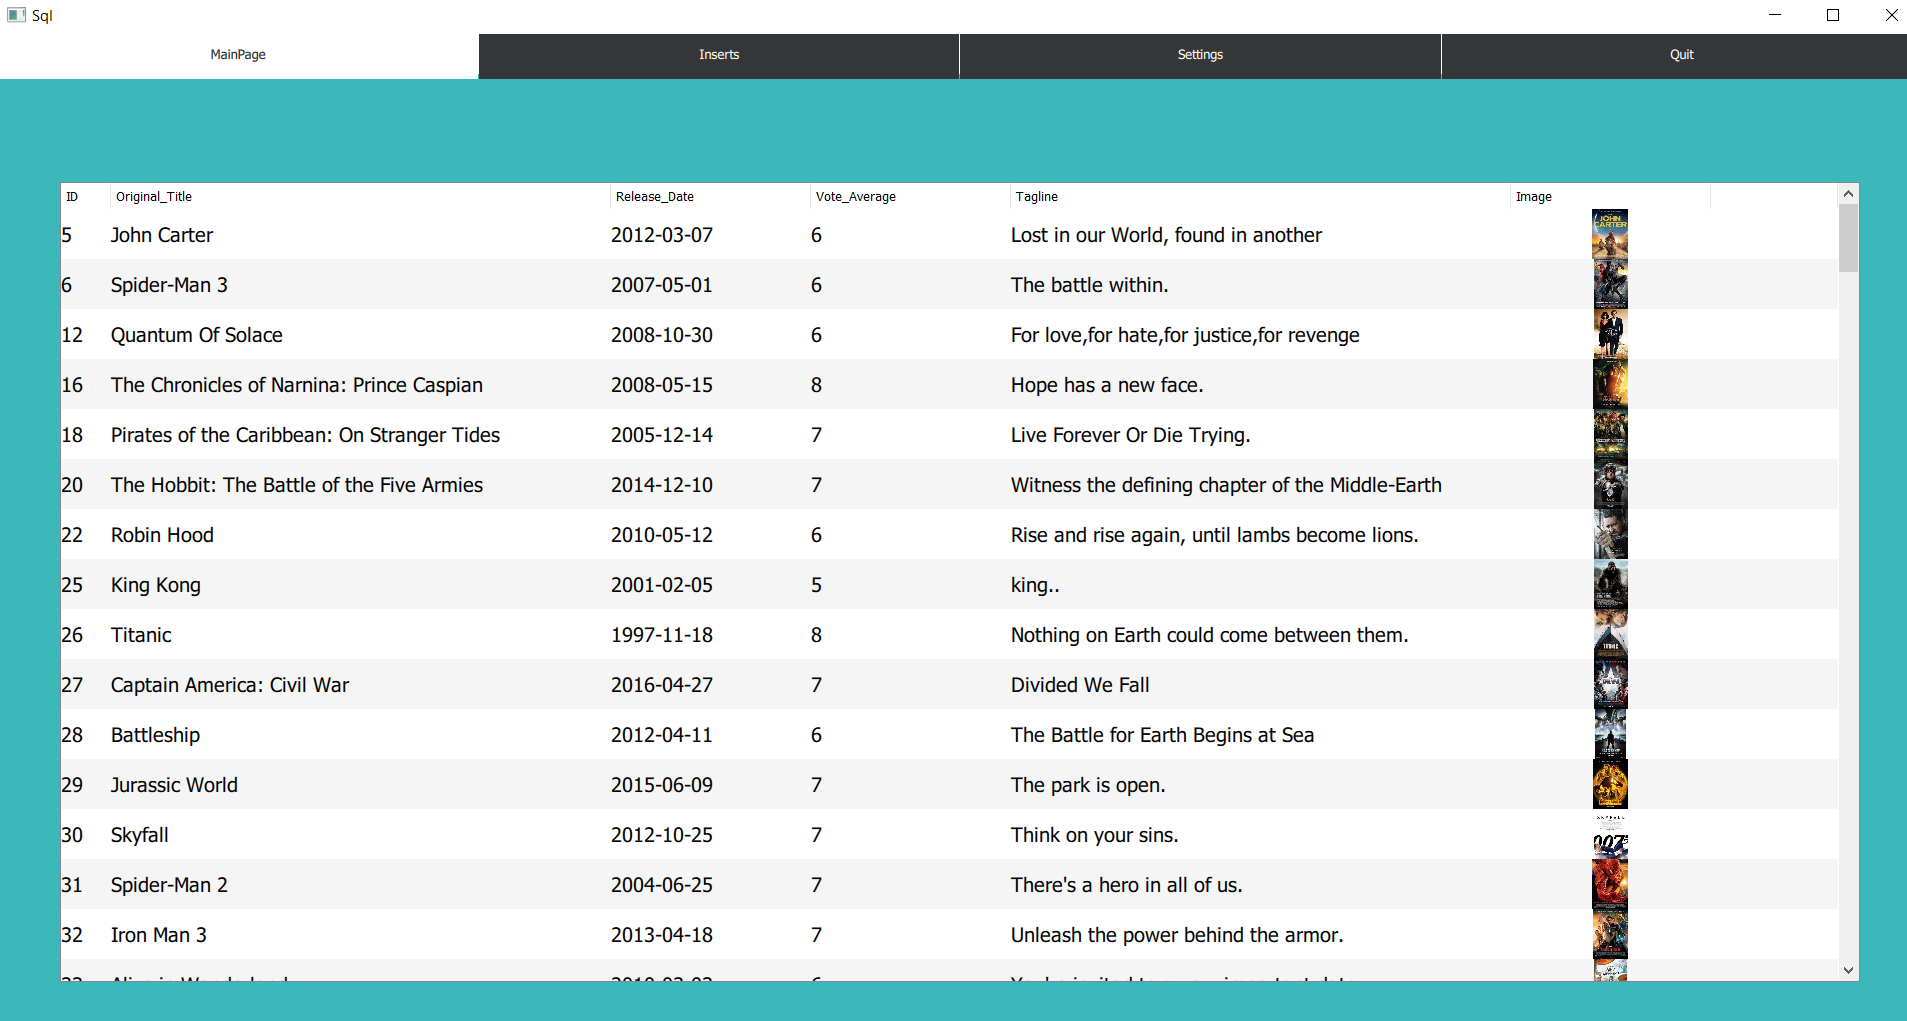 Sql
MainPage Inserts Settings Quit
ID Original_Title Release_Date Vote_Average Tagline Image
5 John Carter 2012-03-07 6 Lost in our World, found in another
JOHN CARTER
6 Spider-Man 3 2007-05-01 6 The battle within.
12 Quantum Of Solace 2008-10-30 6 For love,for hate,for justice,for revenge
16 The Chronicles of Narnina: Prince Caspian 2008-05-15 8 Hope has a new face.
18 Pirates of the Caribbean: On Stranger Tides 2005-12-14 7 Live Forever Or Die Trying.
20 The Hobbit: The Battle of the Five Armies 2014-12-10 7 Witness the defining chapter of the Middle-Earth
22 Robin Hood 2010-05-12 6 Rise and rise again, until lambs become lions.
25 King Kong 2001-02-05 5 king..
26 Titanic 1997-11-18 8 Nothing on Earth could come between them.
TITANIC
27 Captain America: Civil War 2016-04-27 7 Divided We Fall
28 Battleship 2012-04-11 6 The Battle for Earth Begins at Sea
29 Jurassic World 2015-06-09 7 The park is open.
30 Skyfall 2012-10-25 7 Think on your sins.
SKYFALL
007
31 Spider-Man 2 2004-06-25 7 There's a hero in all of us.
32 Iron Man 3 2013-04-18 7 Unleash the power behind the armor.